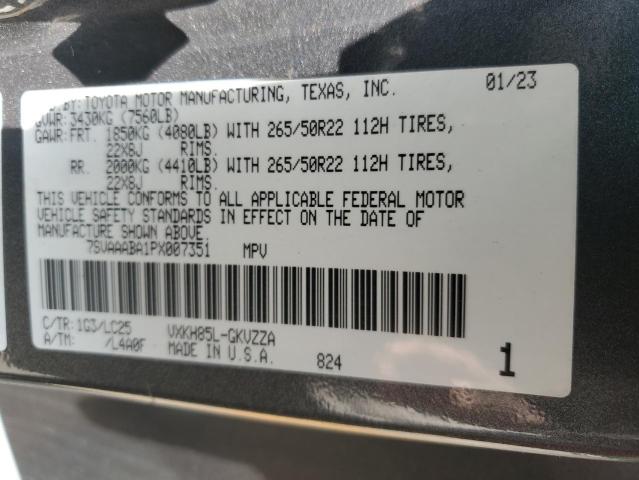 BY: TOYOTA MOTOR MANUFACTURING, TEXAS, INC. 01/23
GVWR: 3430KG (7560LB)
GAWR: FRT. 1850KG (4080LB) WITH 265/50R22 112H TIRES,
22X8J RIMS.
RR. 2000KG (4410LB) WITH 265/50R22 112H TIRES,
22X8J RIMS.
THIS VEHICLE CONFORMS TO ALL APPLICABLE FEDERAL MOTOR
VEHICLE SAFETY STANDARDS IN EFFECT ON THE DATE OF
MANUFACTURE SHOWN ABOVE.
7SVAAABA1PX007351 MPV
C/TR: 1G3/LC25 VXKH85L-GKVZZA
A/TM: /L4A0F MADE IN U.S.A. 824 1